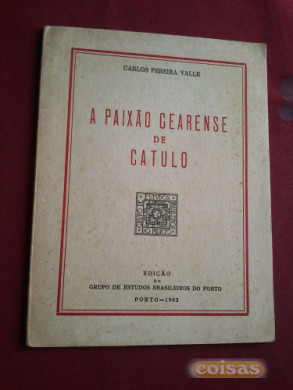 CARLOS PEREIRA VALLE
A PAIXÃO CEARENSE
DE
CATULO
EDIÇÃO
DO
GRUPO DE ESTUDOS BRASILEIROS DO PORTO
PORTO—1962
coisas